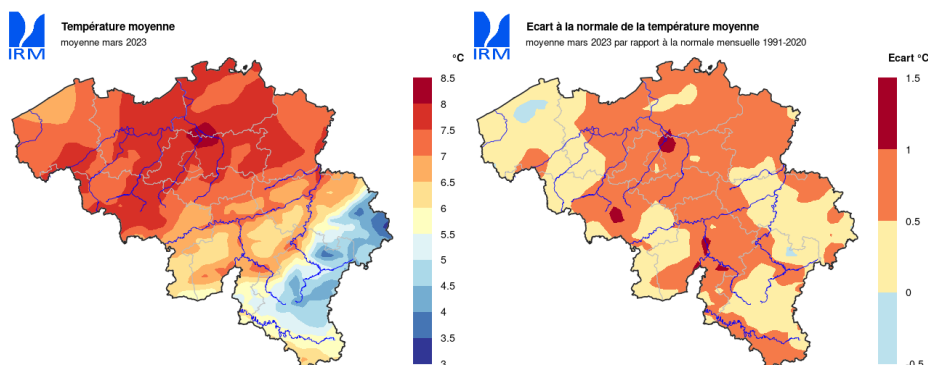 IRM
Température moyenne
moyenne mars 2023
°C
8.5
8
7.5
7
6.5
6
5.5
5
4.5
4
3.5
3
IRM
Ecart à la normale de la température moyenne
moyenne mars 2023 par rapport à la normale mensuelle 1991-2020
Ecart °C
1.5
1
0.5
0
-0.5